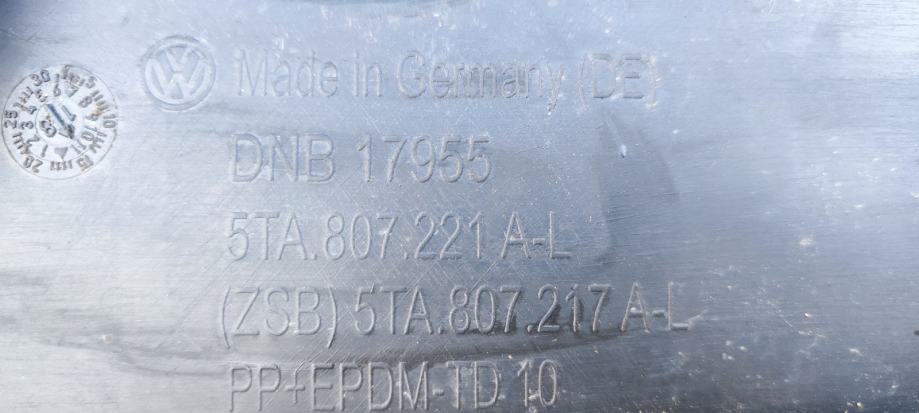 Made in Germany (DE)
DNB 17955
5TA.807.221 A-L
(ZSB) 5TA.807.217 A-L
PP+EPDM-TD 10